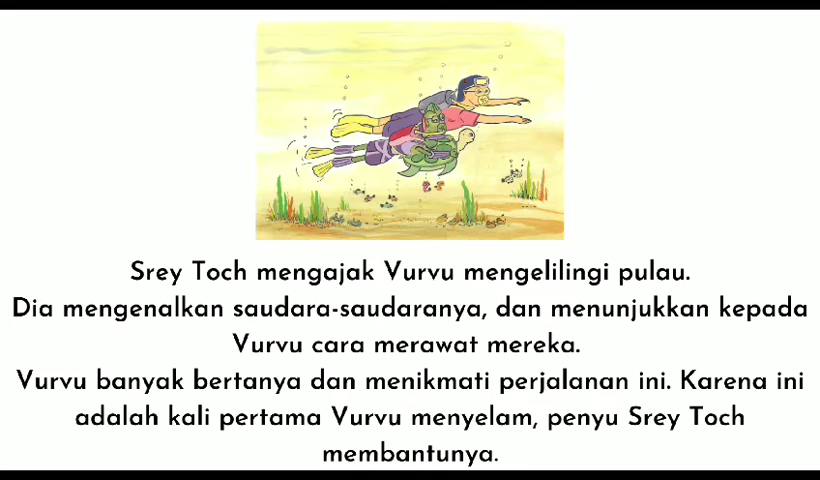 Srey Toch mengajak Vurvu mengelilingi pulau.
Dia mengenalkan saudara-saudaranya, dan menunjukkan kepada
Vurvu cara merawat mereka.
Vurvu banyak bertanya dan menikmati perjalanan ini. Karena ini
adalah kali pertama Vurvu menyelam, penyu Srey Toch
membantunya.